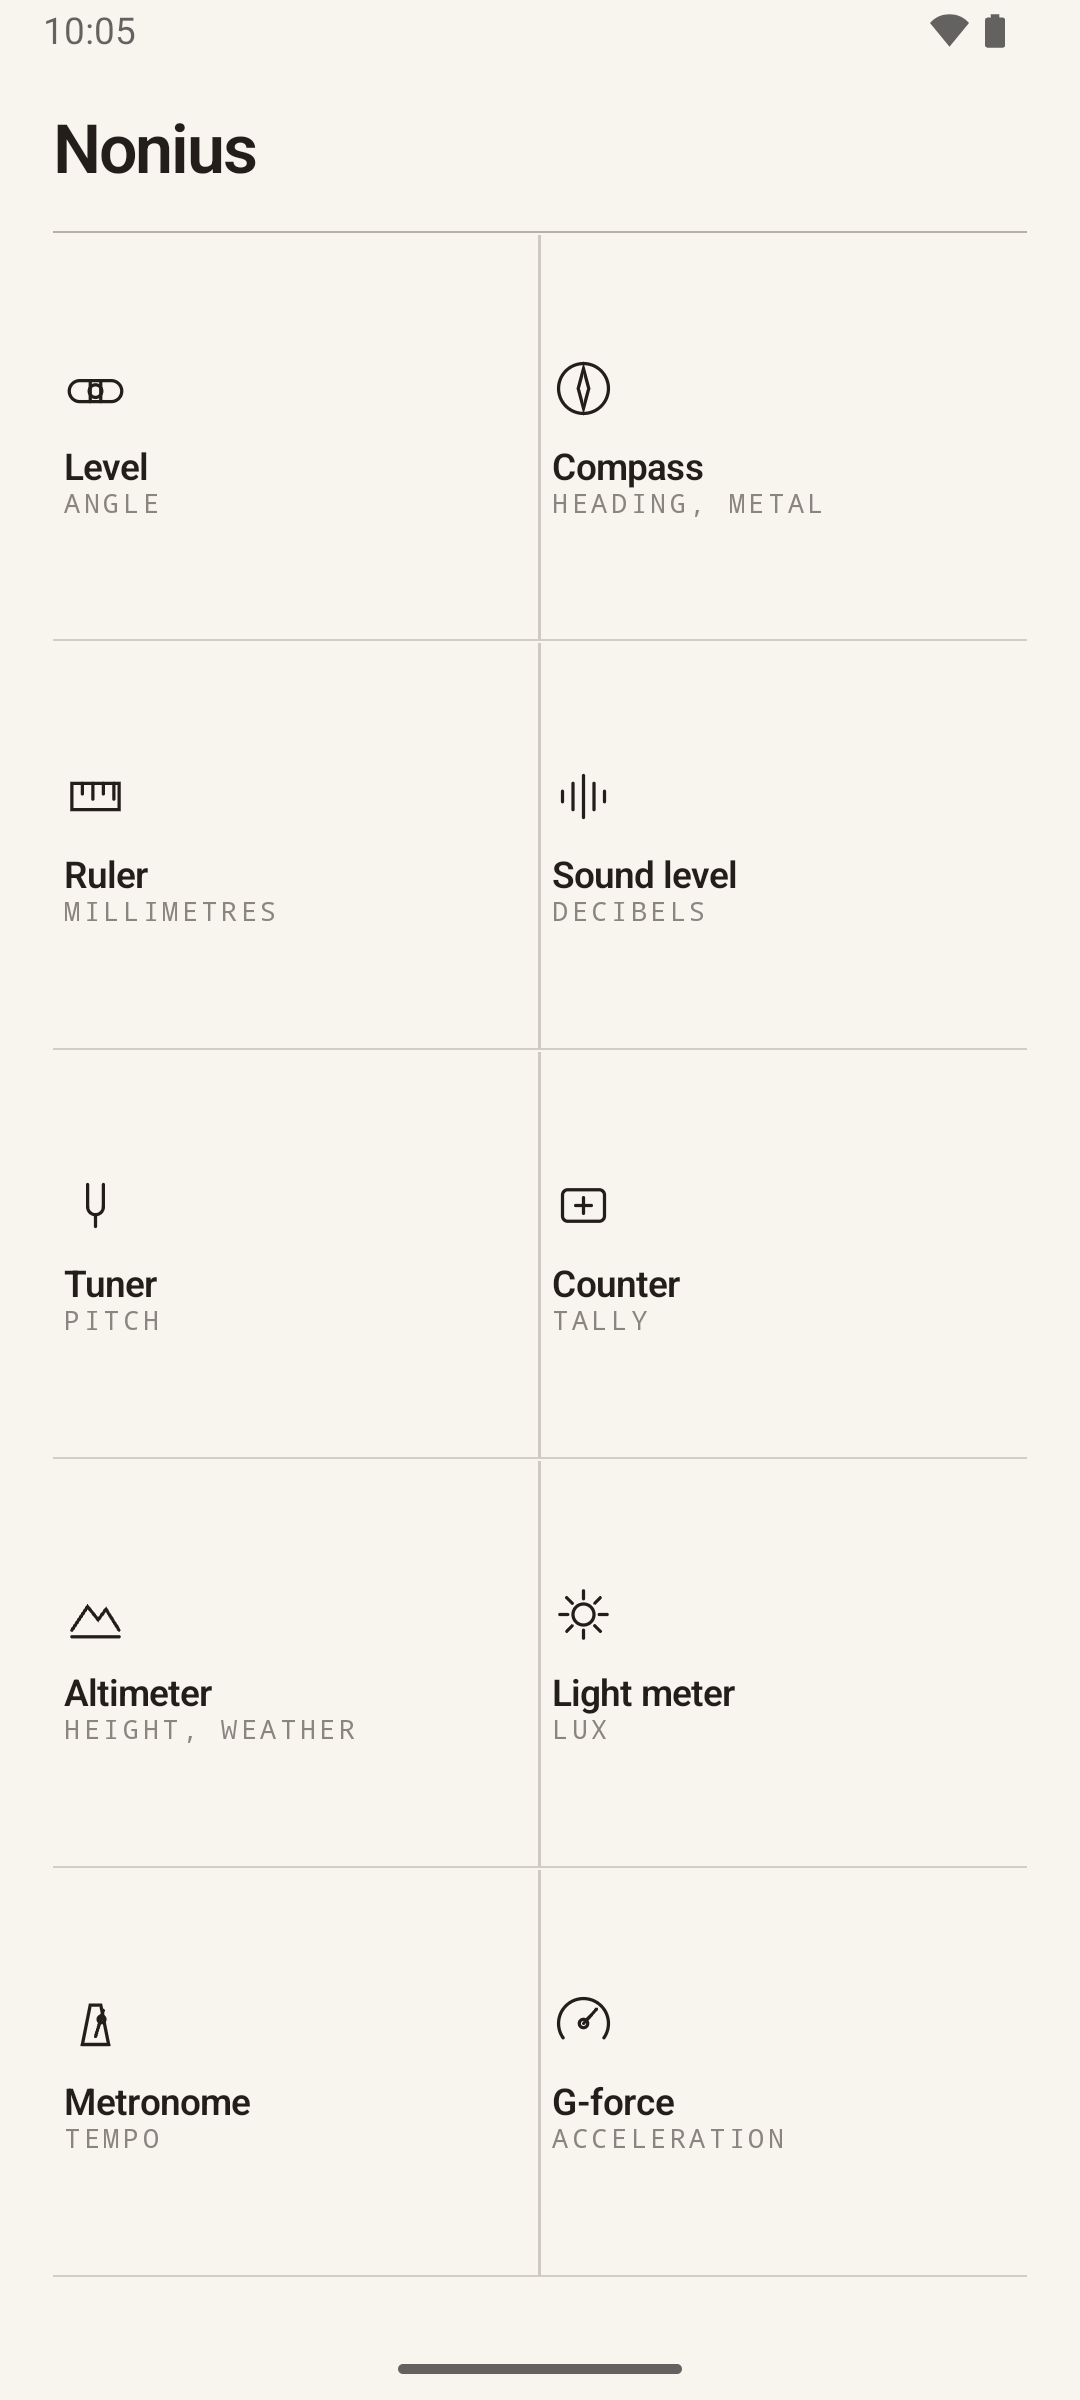 10:05
Nonius
Level
ANGLE
Compass
HEADING, METAL
Ruler
MILLIMETRES
Sound level
DECIBELS
Tuner
PITCH
Counter
TALLY
Altimeter
HEIGHT, WEATHER
Light meter
LUX
Metronome
TEMPO
G-force
ACCELERATION